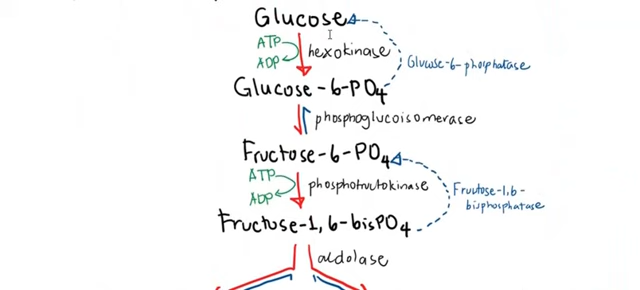 Glucose
ATP
ADP
hexokinase
Glucose-6-phosphatase
Glucose-6-PO4
phosphoglucoisomerase
Fructose-6-PO4
ATP
ADP
phosphofructokinase
Fructose-1,6-
bisphosphatase
Fructose-1,6-bisPO4
aldolase